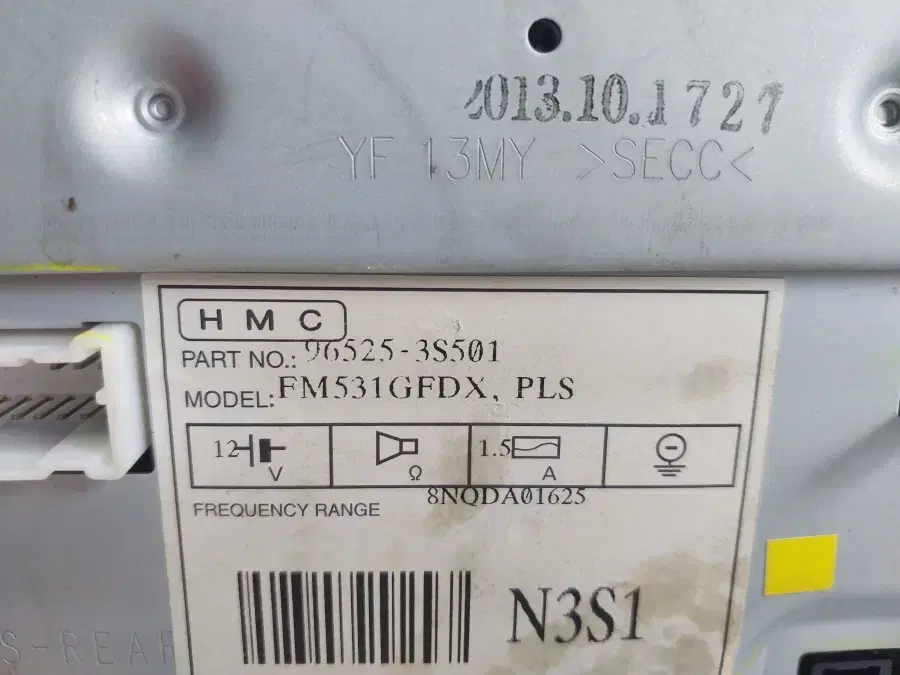 2013.10.1727
YF 13MY >SECC<
HMC
PART NO.: 96525-3S501
MODEL: FM531GFDX, PLS
12 V Ω 1.5 A
8NQDA01625
FREQUENCY RANGE
N3S1
S-REAR